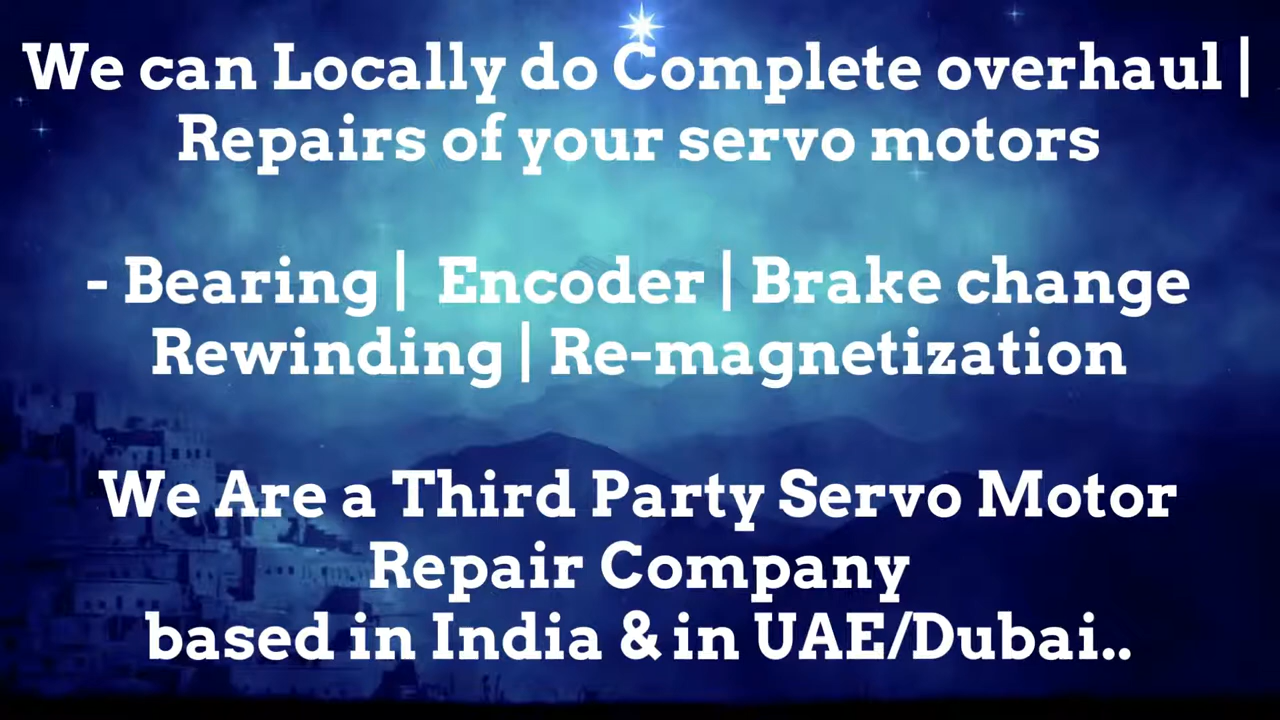 We can Locally do Complete overhaul |
Repairs of your servo motors
- Bearing | Encoder | Brake change
Rewinding | Re-magnetization
We Are a Third Party Servo Motor
Repair Company
based in India & in UAE/Dubai..